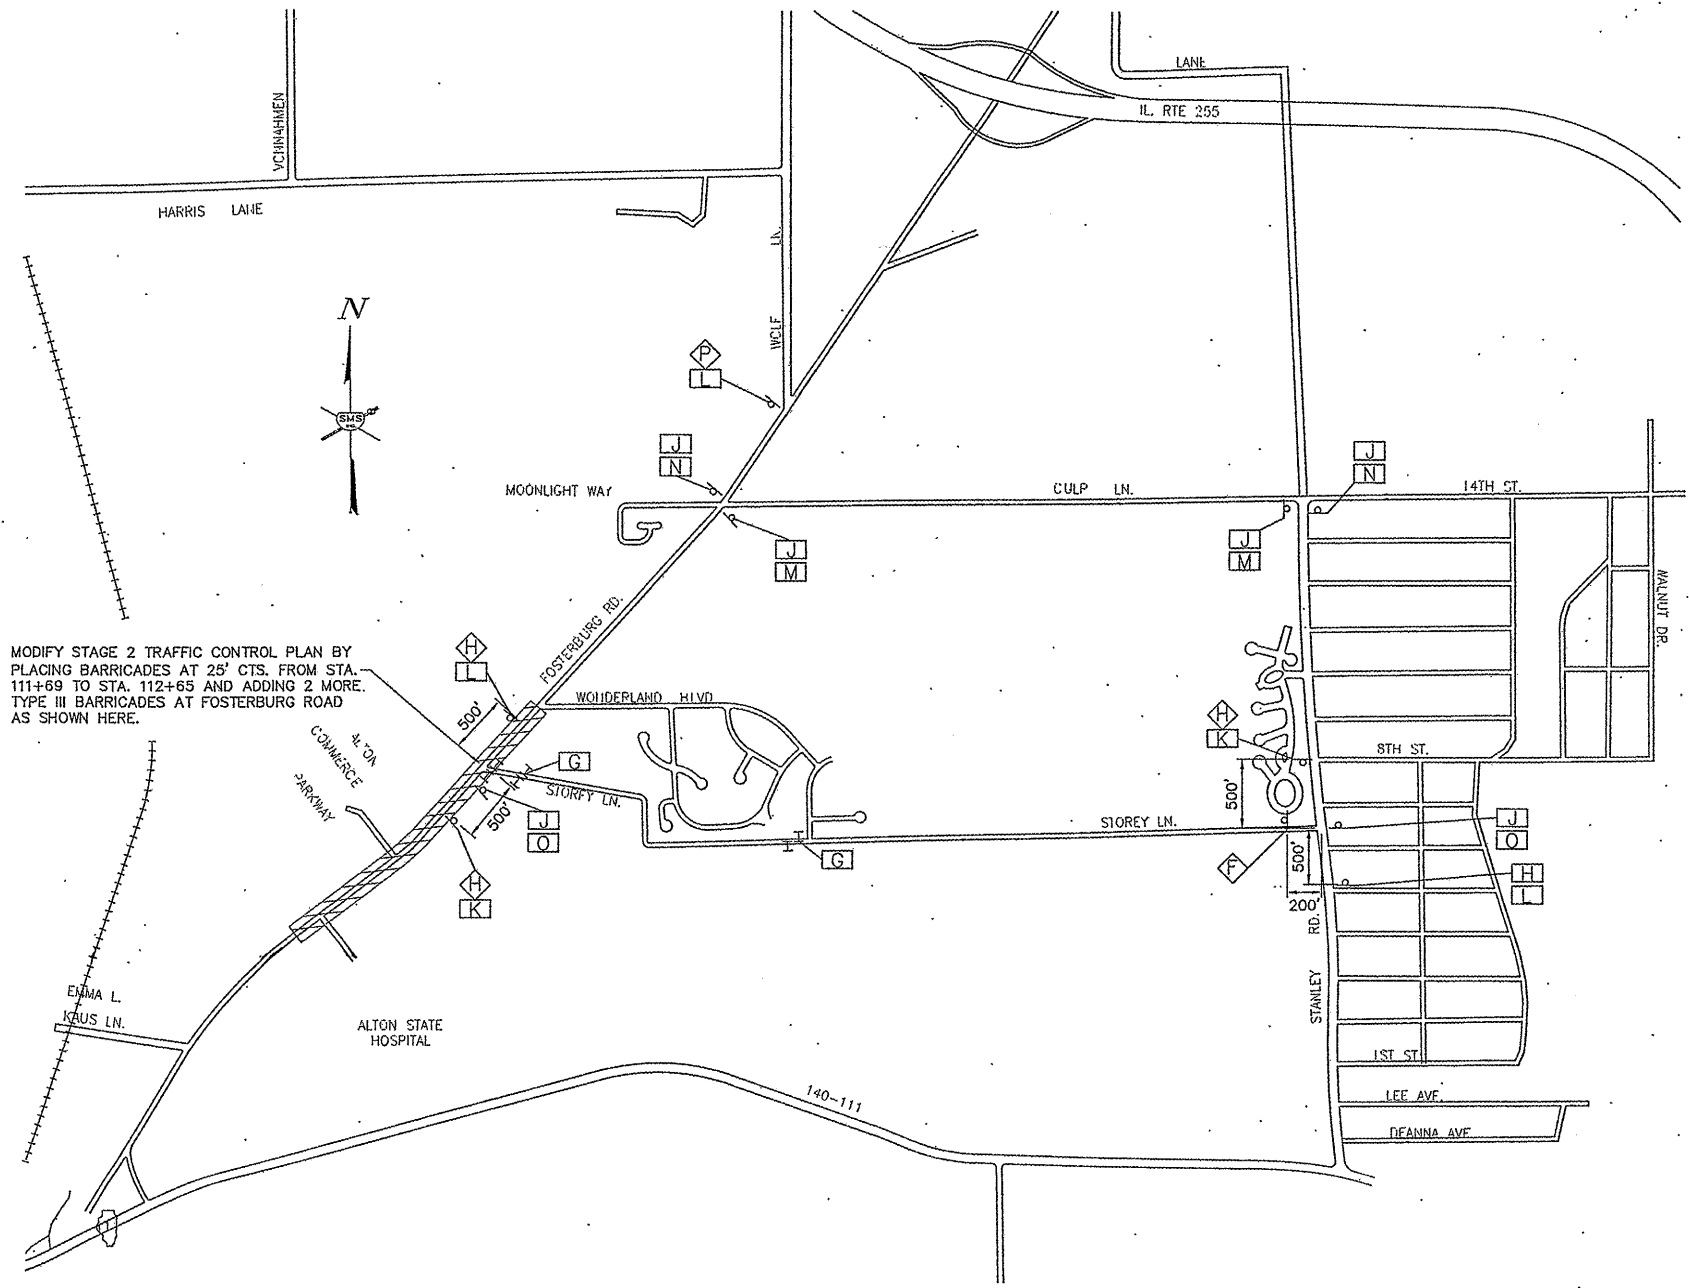 LANE
IL. RTE 255
HARRIS LANE
N
LN.
SMS
P
L
WOLF
J
N
J
N
MOONLIGHT WAY
CULP LN.
14TH ST.
J
M
J
M
WALNUT DR.
FOSTERBURG RD.
MODIFY STAGE 2 TRAFFIC CONTROL PLAN BY
PLACING BARRICADES AT 25' CTS. FROM STA.
111+69 TO STA. 112+65 AND ADDING 2 MORE
TYPE III BARRICADES AT FOSTERBURG ROAD
AS SHOWN HERE.
H
L
WONDERLAND BLVD
500'
H
K
8TH ST.
ALTON
COMMERCE
PARKWAY
G
STOREY LN.
500'
J
O
500'
STOREY LN.
J
O
G
F
500'
H
K
H
L
200'
STANLEY RD.
EMMA L.
KAUS LN.
ALTON STATE
HOSPITAL
1ST ST.
140-111
LEE AVE.
DEANNA AVE